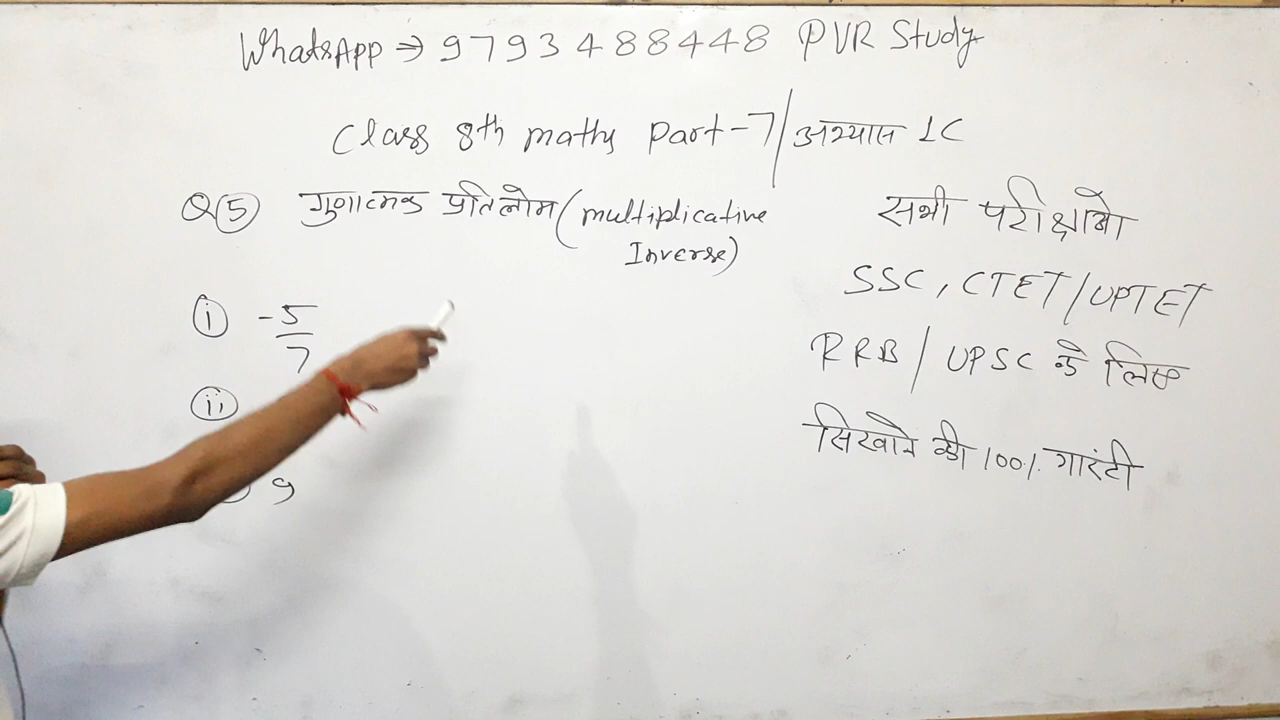 WhatsApp ⇒ 9793488448 PVR Study
Class 8th maths Part-7/अभ्यास 1C
Q⑤ गुणात्मक प्रतिलोम (multiplicative
Inverse)
ⓘ -5/7
ⓘⓘ
9
सभी परीक्षाओ
SSC, CTET/UPTET
RRB/UPSC के लिए
सिखाने की 100% गारंटी